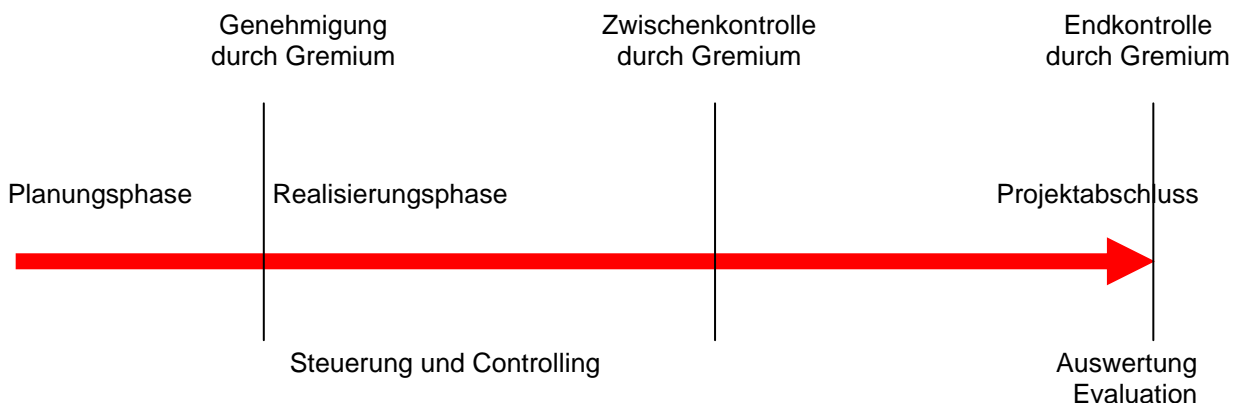 Genehmigung
durch Gremium
Zwischenkontrolle
durch Gremium
Endkontrolle
durch Gremium
Planungsphase
Realisierungsphase
Projektabschluss
Steuerung und Controlling
Auswertung
Evaluation